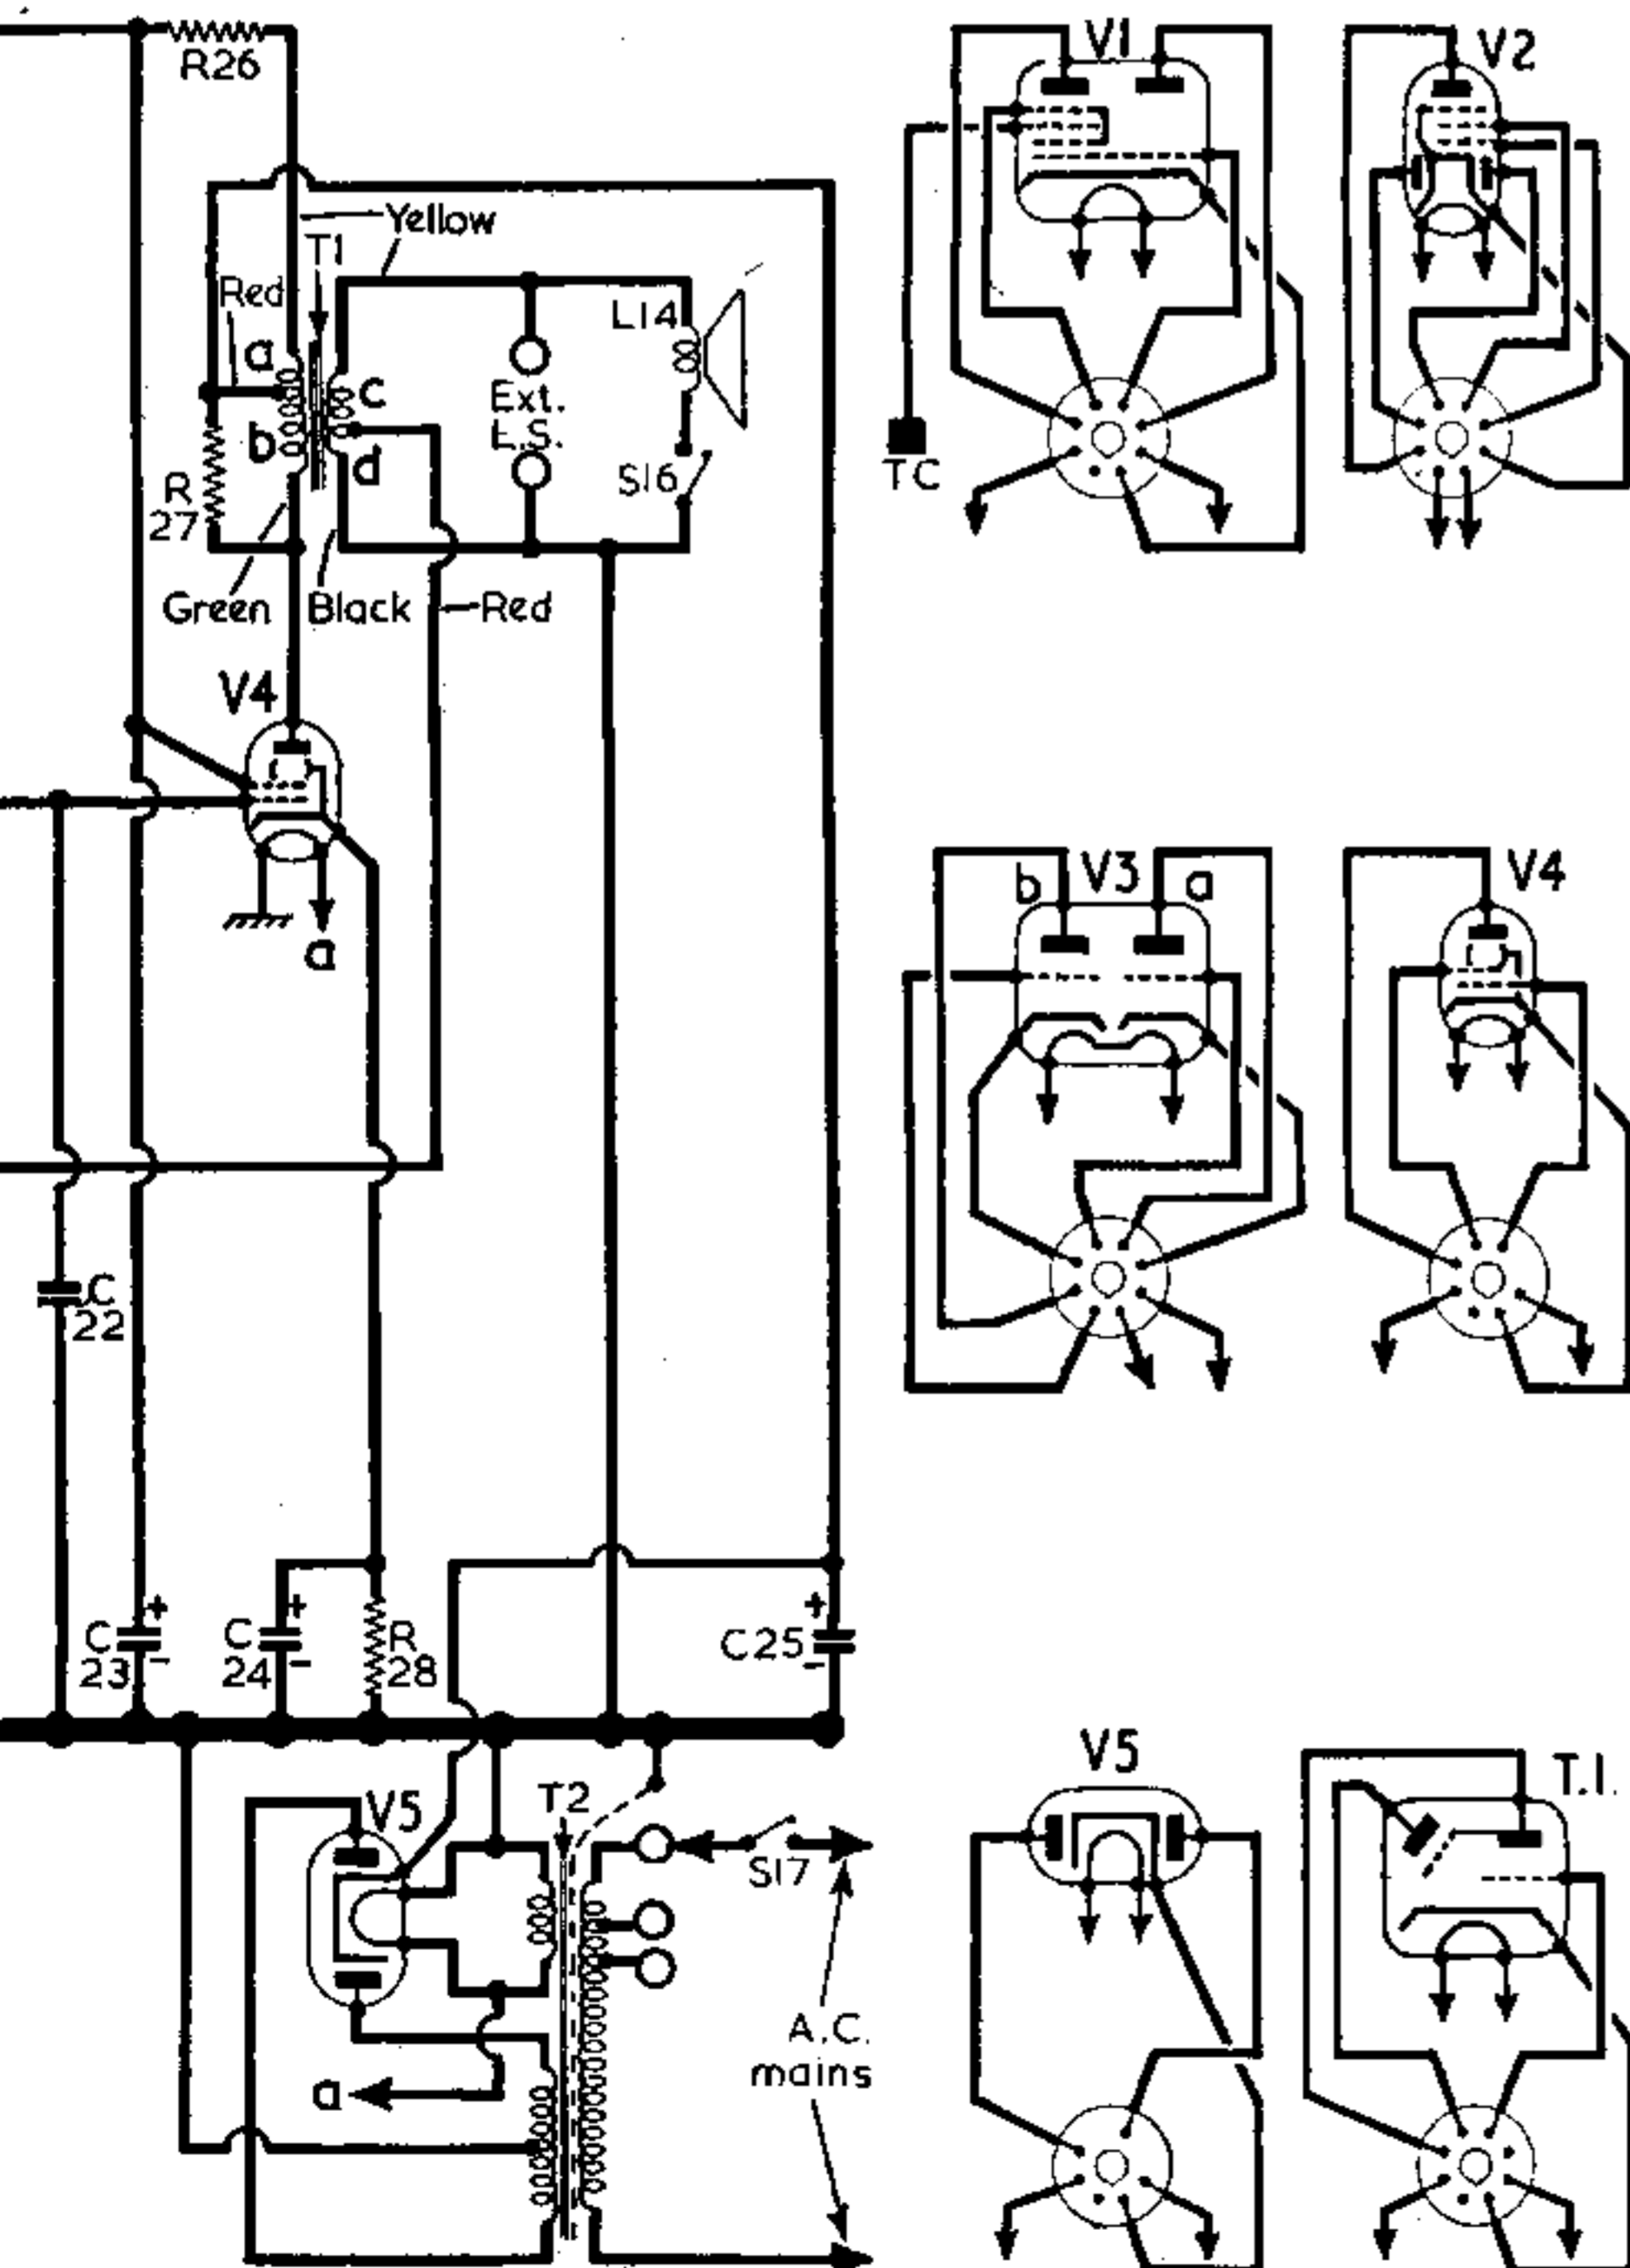 R26
V1
V2
Yellow
T1
Red
a
L14
c
Ext.
E.S.
b
d
S16
R
27
TC
Green
Black
Red
V4
a
b
V3
a
V4
C
22
C
+
23
-
C
+
24
-
R
28
+
C25
-
V5
T2
V5
T.I.
S17
A.C.
mains
a